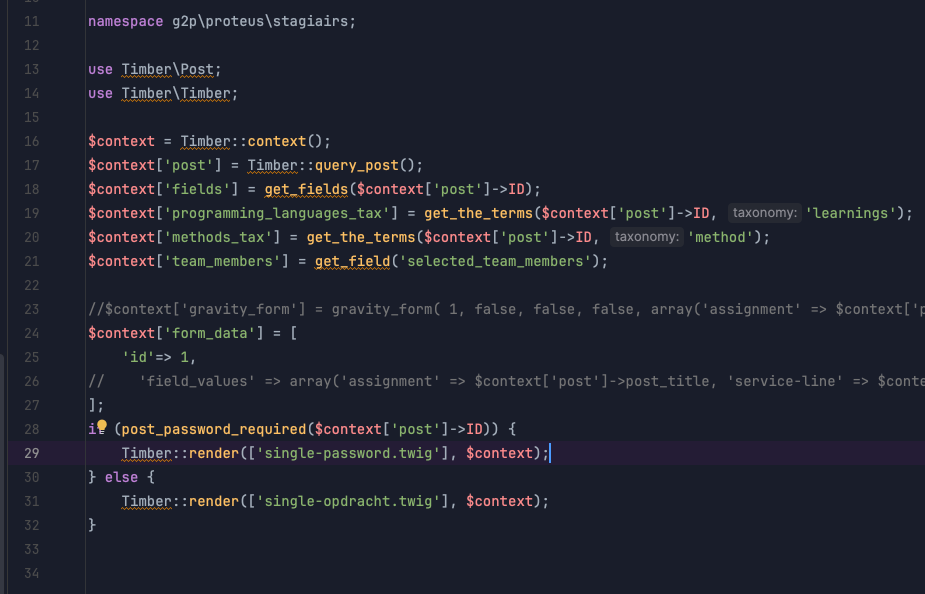 11 namespace g2p\proteus\stagiairs;
12
13 use Timber\Post;
14 use Timber\Timber;
15
16 $context = Timber::context();
17 $context['post'] = Timber::query_post();
18 $context['fields'] = get_fields($context['post']->ID);
19 $context['programming_languages_tax'] = get_the_terms($context['post']->ID, taxonomy: 'learnings');
20 $context['methods_tax'] = get_the_terms($context['post']->ID, taxonomy: 'method');
21 $context['team_members'] = get_field('selected_team_members');
22
23 //$context['gravity_form'] = gravity_form( 1, false, false, false, array('assignment' => $context['p
24 $context['form_data'] = [
25     'id'=> 1,
26 //    'field_values' => array('assignment' => $context['post']->post_title, 'service-line' => $conte
27 ];
28 i (post_password_required($context['post']->ID)) {
29     Timber::render(['single-password.twig'], $context);
30 } else {
31     Timber::render(['single-opdracht.twig'], $context);
32 }
33
34